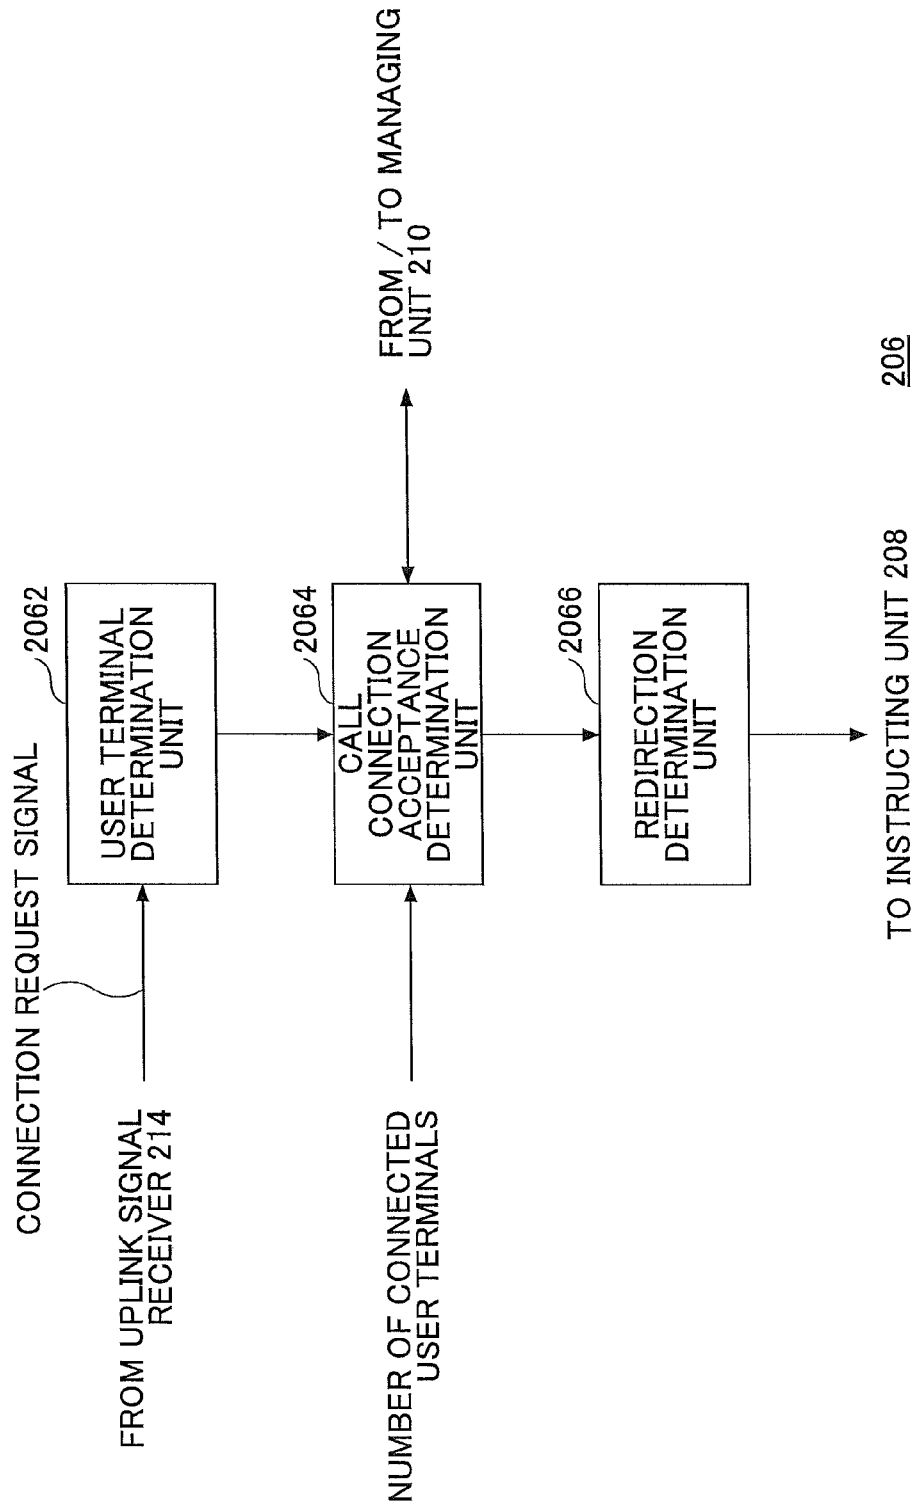 CONNECTION REQUEST SIGNAL
FROM UPLINK SIGNAL
RECEIVER 214
2062
USER TERMINAL
DETERMINATION
UNIT
NUMBER OF CONNECTED
USER TERMINALS
2064
CALL
CONNECTION
ACCEPTANCE
DETERMINATION
UNIT
FROM / TO MANAGING
UNIT 210
2066
REDIRECTION
DETERMINATION
UNIT
TO INSTRUCTING UNIT 208
206